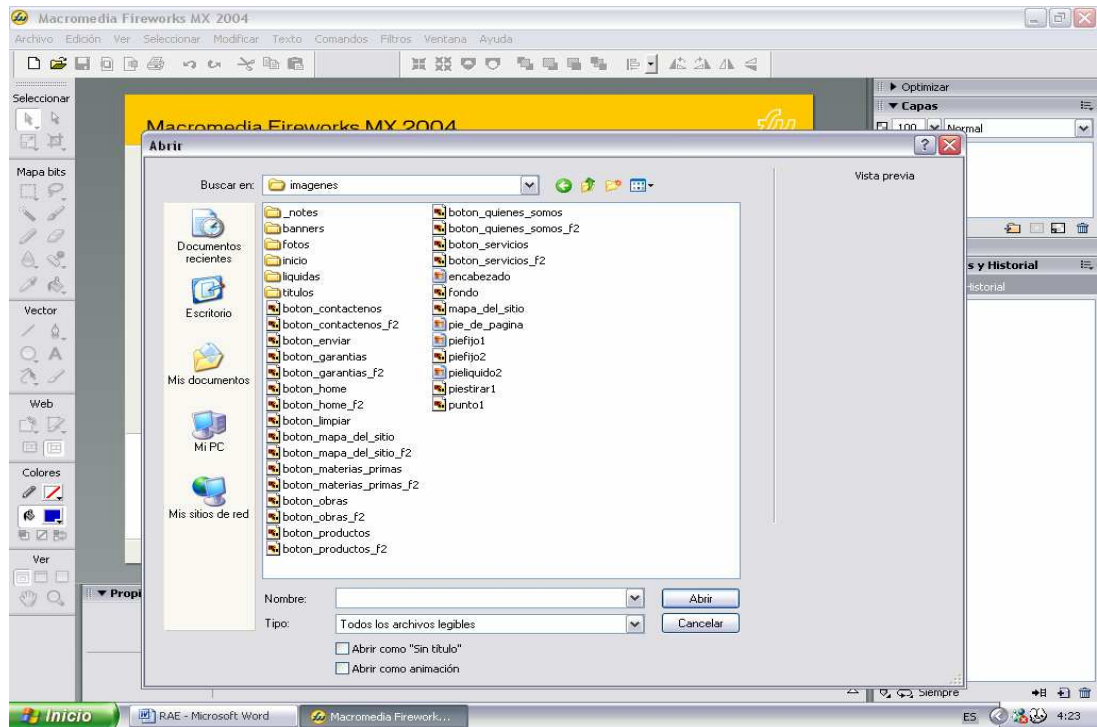 Macromedia Fireworks MX 2004
Archivo Edición Ver Seleccionar Modificar Texto Comandos Filtros Ventana Ayuda
Seleccionar
Mapa bits
Vector
Web
Colores
Ver
Macromedia Fireworks MX 2004
Optimizar
Capas
100 Normal
s y Historial
Historial
Abrir
Buscar en: imagenes
Vista previa
Documentos recientes
Escritorio
Mis documentos
Mi PC
Mis sitios de red
_notes
banners
fotos
inicio
liquidas
titulos
boton_contactenos
boton_contactenos_f2
boton_enviar
boton_garantias
boton_garantias_f2
boton_home
boton_home_f2
boton_limpiar
boton_mapa_del_sitio
boton_mapa_del_sitio_f2
boton_materias_primas
boton_materias_primas_f2
boton_obras
boton_obras_f2
boton_productos
boton_productos_f2
boton_quienes_somos
boton_quienes_somos_f2
boton_servicios
boton_servicios_f2
encabezado
fondo
mapa_del_sitio
pie_de_pagina
piefijo1
piefijo2
pieliquido2
piestirar1
punto1
Nombre:
Abrir
Tipo: Todos los archivos legibles
Cancelar
Abrir como "Sin título"
Abrir como animación
Propi
Siempre
Inicio
RAE - Microsoft Word
Macromedia Firework...
ES
4:23